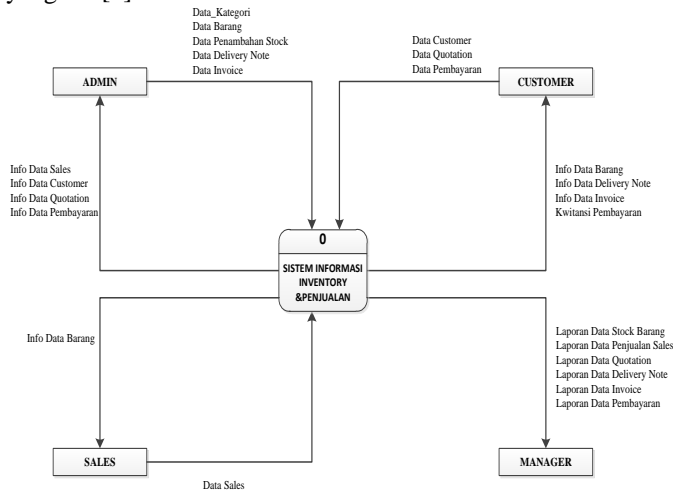 Data_Kategori
Data Barang
Data Penambahan Stock
Data Delivery Note
Data Invoice
Data Customer
Data Quotation
Data Pembayaran
ADMIN
CUSTOMER
Info Data Sales
Info Data Customer
Info Data Quotation
Info Data Pembayaran
Info Data Barang
Info Data Delivery Note
Info Data Invoice
Kwitansi Pembayaran
0
SISTEM INFORMASI
INVENTORY
&PENJUALAN
Info Data Barang
Laporan Data Stock Barang
Laporan Data Penjualan Sales
Laporan Data Quotation
Laporan Data Delivery Note
Laporan Data Invoice
Laporan Data Pembayaran
SALES
MANAGER
Data Sales